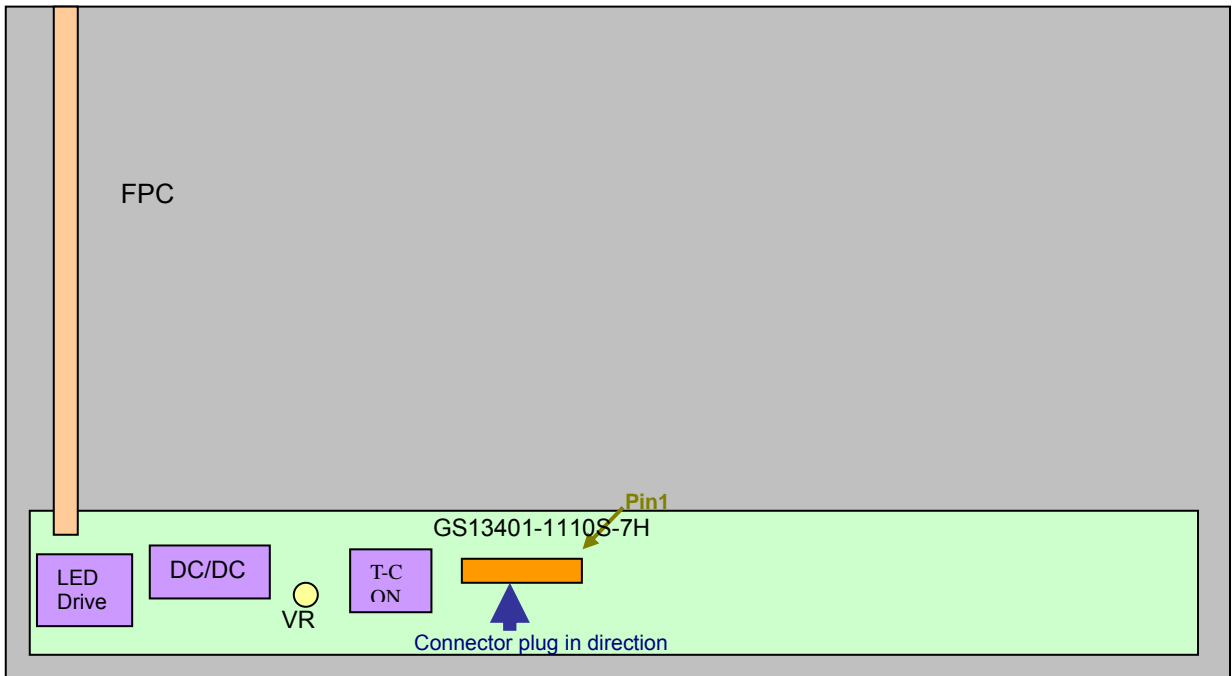 FPC
Pin1
GS13401-1110S-7H
LED
Drive
DC/DC
VR
T-C
ON
Connector plug in direction